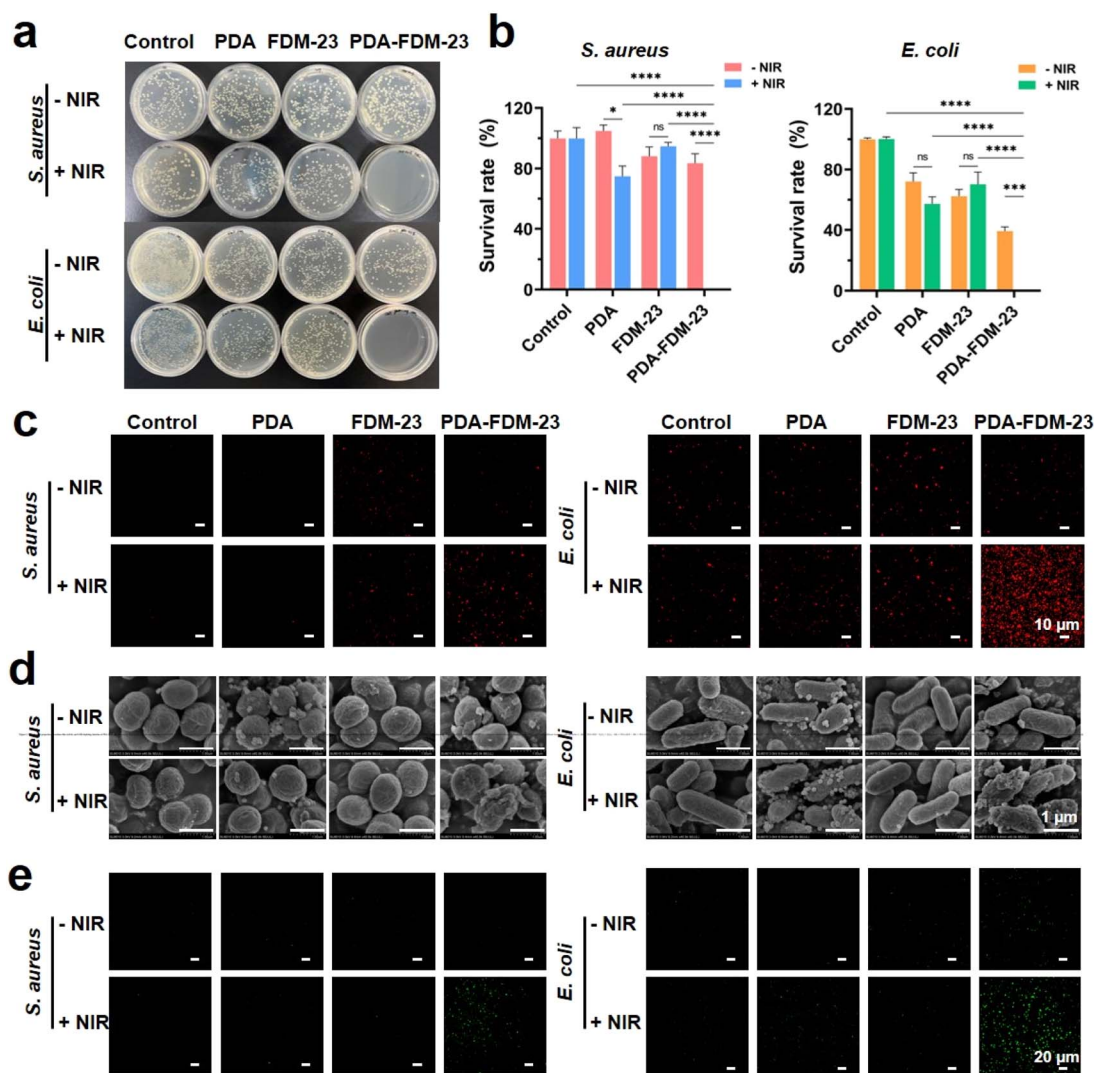 a
Control PDA FDM-23 PDA-FDM-23
S. aureus
- NIR
+ NIR
E. coli
- NIR
+ NIR
b
S. aureus
- NIR
+ NIR
****
****
****
****
*
ns
Survival rate (%)
120
80
40
0
Control
PDA
FDM-23
PDA-FDM-23
E. coli
- NIR
+ NIR
****
****
****
***
ns
ns
Survival rate (%)
120
80
40
0
Control
PDA
FDM-23
PDA-FDM-23
c
Control PDA FDM-23 PDA-FDM-23
S. aureus
- NIR
+ NIR
Control PDA FDM-23 PDA-FDM-23
E. coli
- NIR
+ NIR
10 μm
d
S. aureus
- NIR
+ NIR
E. coli
- NIR
+ NIR
1 μm
e
S. aureus
- NIR
+ NIR
E. coli
- NIR
+ NIR
20 μm